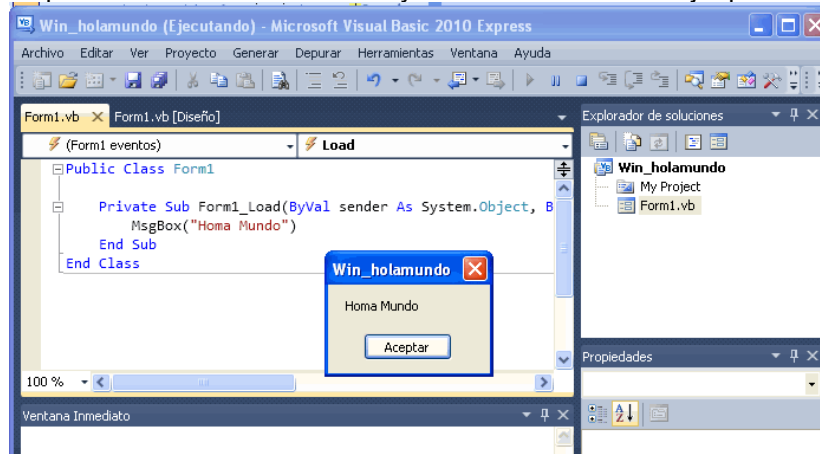 Win_holamundo (Ejecutando) - Microsoft Visual Basic 2010 Express
Archivo Editar Ver Proyecto Generar Depurar Herramientas Ventana Ayuda
Form1.vb Form1.vb [Diseño]
(Form1 eventos) Load
Public Class Form1
Private Sub Form1_Load(ByVal sender As System.Object, B
MsgBox("Homa Mundo")
End Sub
End Class
Win_holamundo
Homa Mundo
Aceptar
100 %
Ventana Inmediato
Explorador de soluciones
Win_holamundo
My Project
Form1.vb
Propiedades